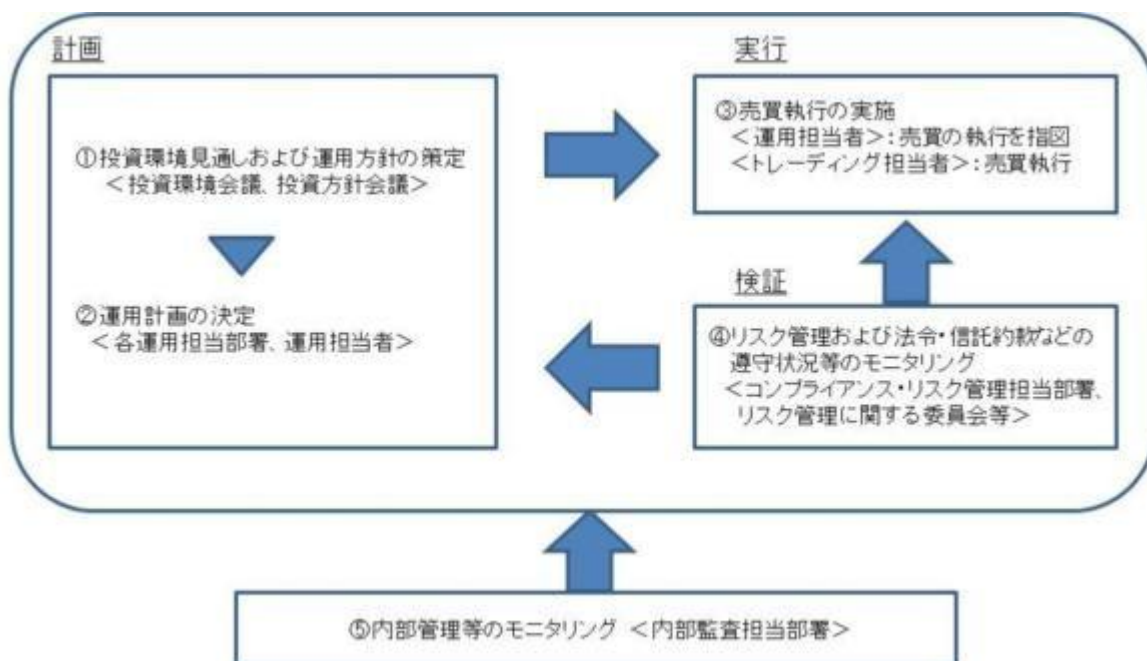 計画
①投資環境見通しおよび運用方針の策定
＜投資環境会議、投資方針会議＞
②運用計画の決定
＜各運用担当部署、運用担当者＞
実行
③売買執行の実施
＜運用担当者＞：売買の執行を指図
＜トレーディング担当者＞：売買執行
検証
④リスク管理および法令・信託約款などの
遵守状況等のモニタリング
＜コンプライアンス・リスク管理担当部署、
リスク管理に関する委員会等＞
⑤内部管理等のモニタリング ＜内部監査担当部署＞